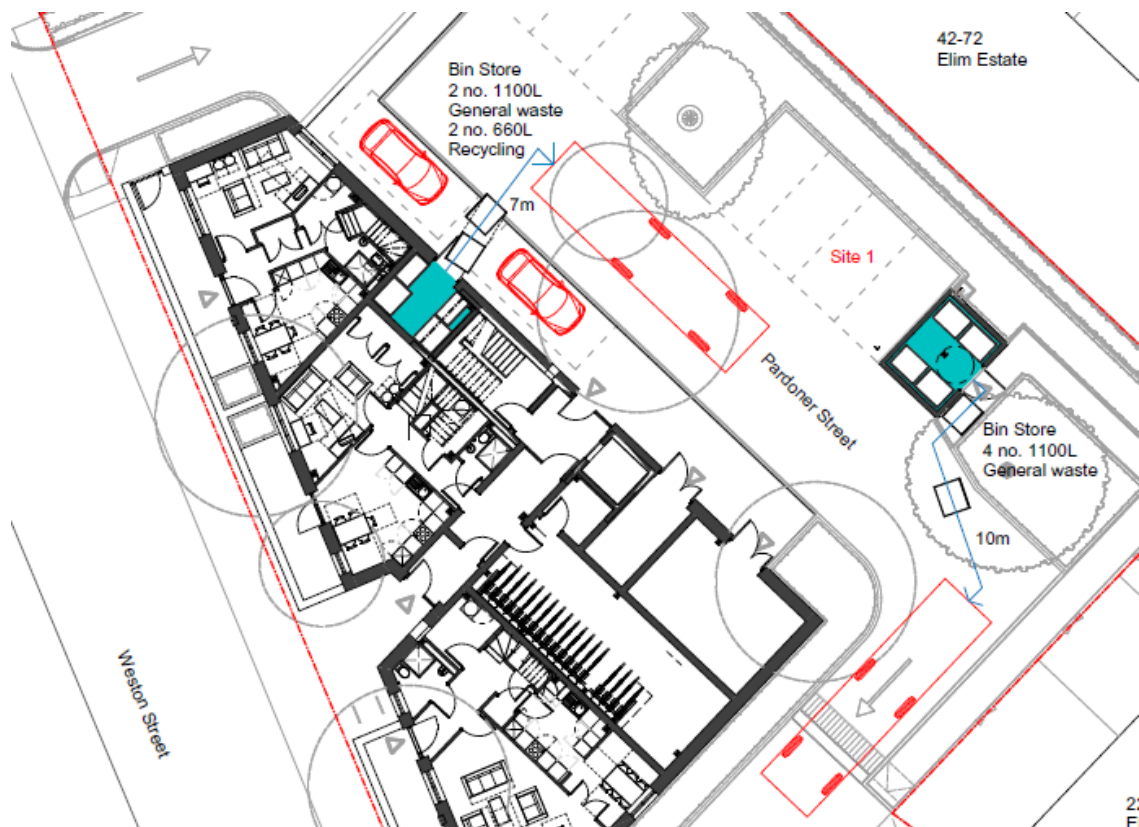 42-72
Elim Estate
Bin Store
2 no. 1100L
General waste
2 no. 660L
Recycling
7m
Site 1
Pardoner Street
Bin Store
4 no. 1100L
General waste
10m
Weston Street
22